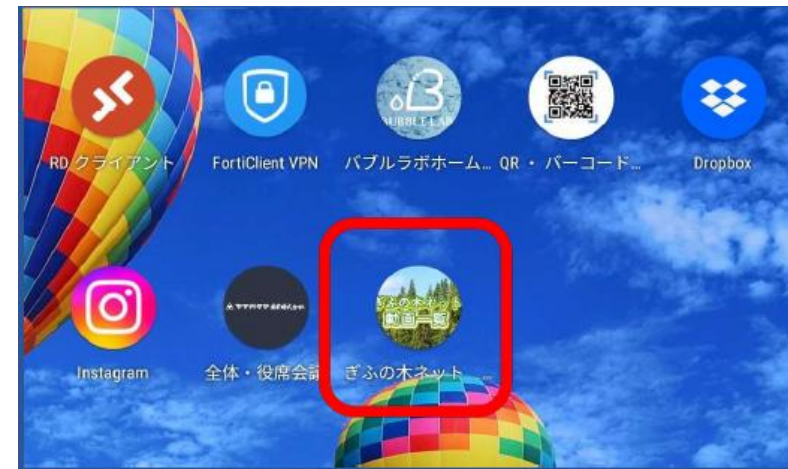 BUBBLE LAB
RD クライアント
FortiClient VPN
バブルラボホーム…
QR ・ バーコード…
Dropbox
ぎふの木ネット
動画一覧
Instagram
全体・役席会議
ぎふの木ネット …